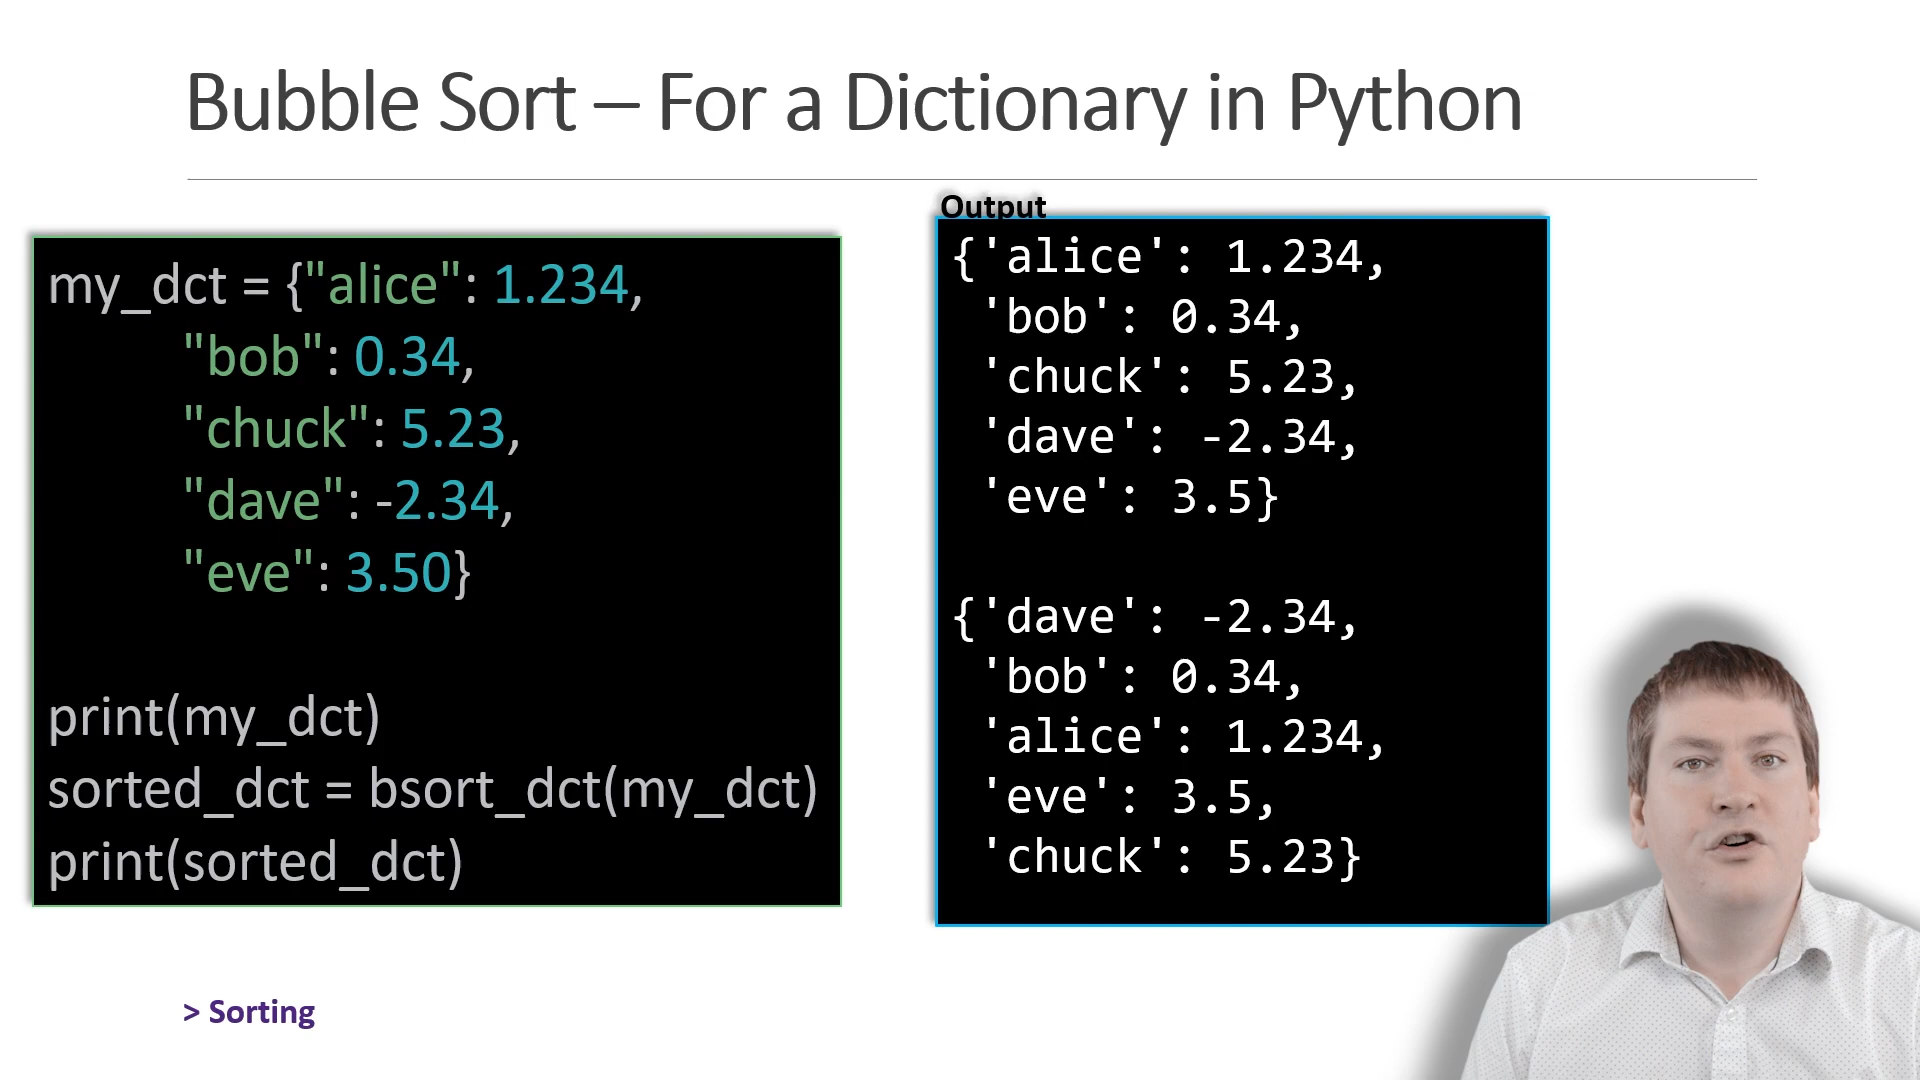 Bubble Sort – For a Dictionary in Python
my_dct = {"alice": 1.234,
"bob": 0.34,
"chuck": 5.23,
"dave": -2.34,
"eve": 3.50}
print(my_dct)
sorted_dct = bsort_dct(my_dct)
print(sorted_dct)
Output
{'alice': 1.234,
'bob': 0.34,
'chuck': 5.23,
'dave': -2.34,
'eve': 3.5}
{'dave': -2.34,
'bob': 0.34,
'alice': 1.234,
'eve': 3.5,
'chuck': 5.23}
> Sorting